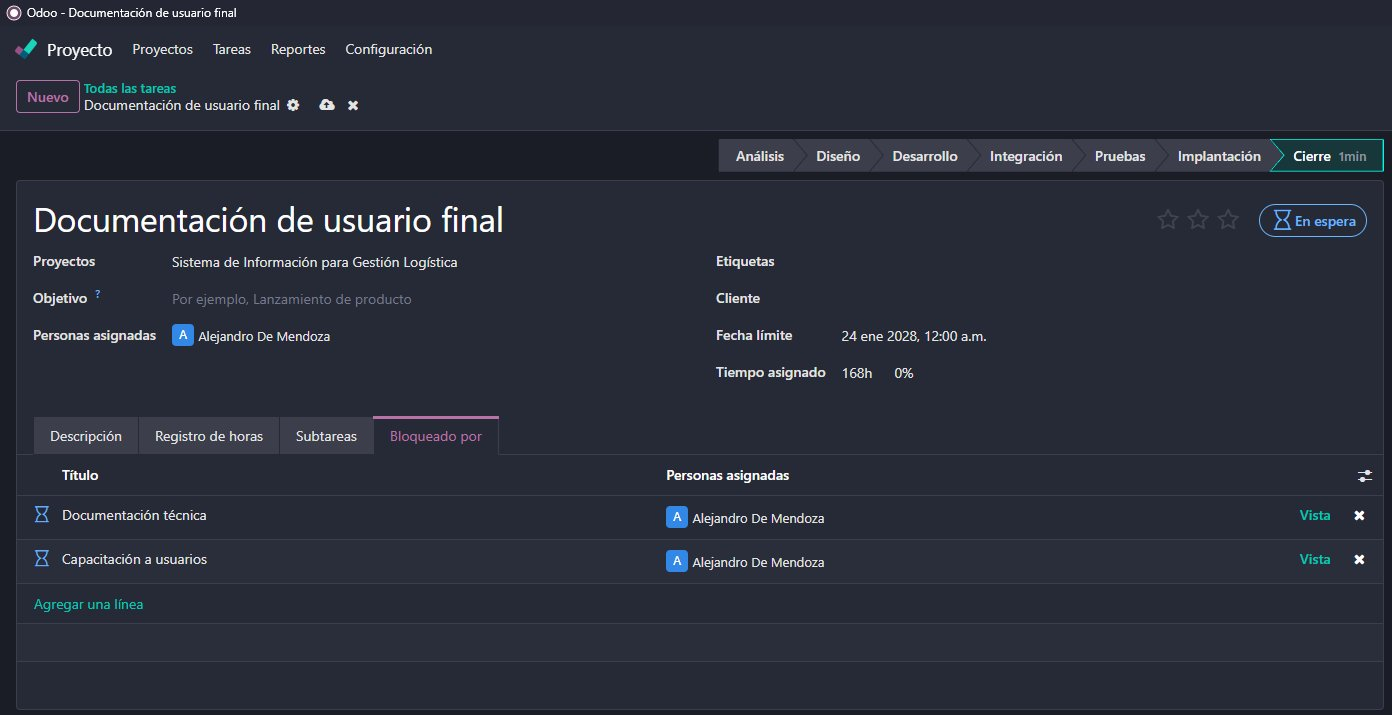 Odoo - Documentación de usuario final
Proyecto Proyectos Tareas Reportes Configuración
Nuevo
Todas las tareas
Documentación de usuario final
Análisis Diseño Desarrollo Integración Pruebas Implantación Cierre 1min
Documentación de usuario final
En espera
Proyectos Sistema de Información para Gestión Logística
Etiquetas
Objetivo ? Por ejemplo, Lanzamiento de producto
Cliente
Personas asignadas A Alejandro De Mendoza
Fecha límite 24 ene 2028, 12:00 a.m.
Tiempo asignado 168h 0%
Descripción Registro de horas Subtareas Bloqueado por
Título Personas asignadas
Documentación técnica A Alejandro De Mendoza Vista
Capacitación a usuarios A Alejandro De Mendoza Vista
Agregar una línea